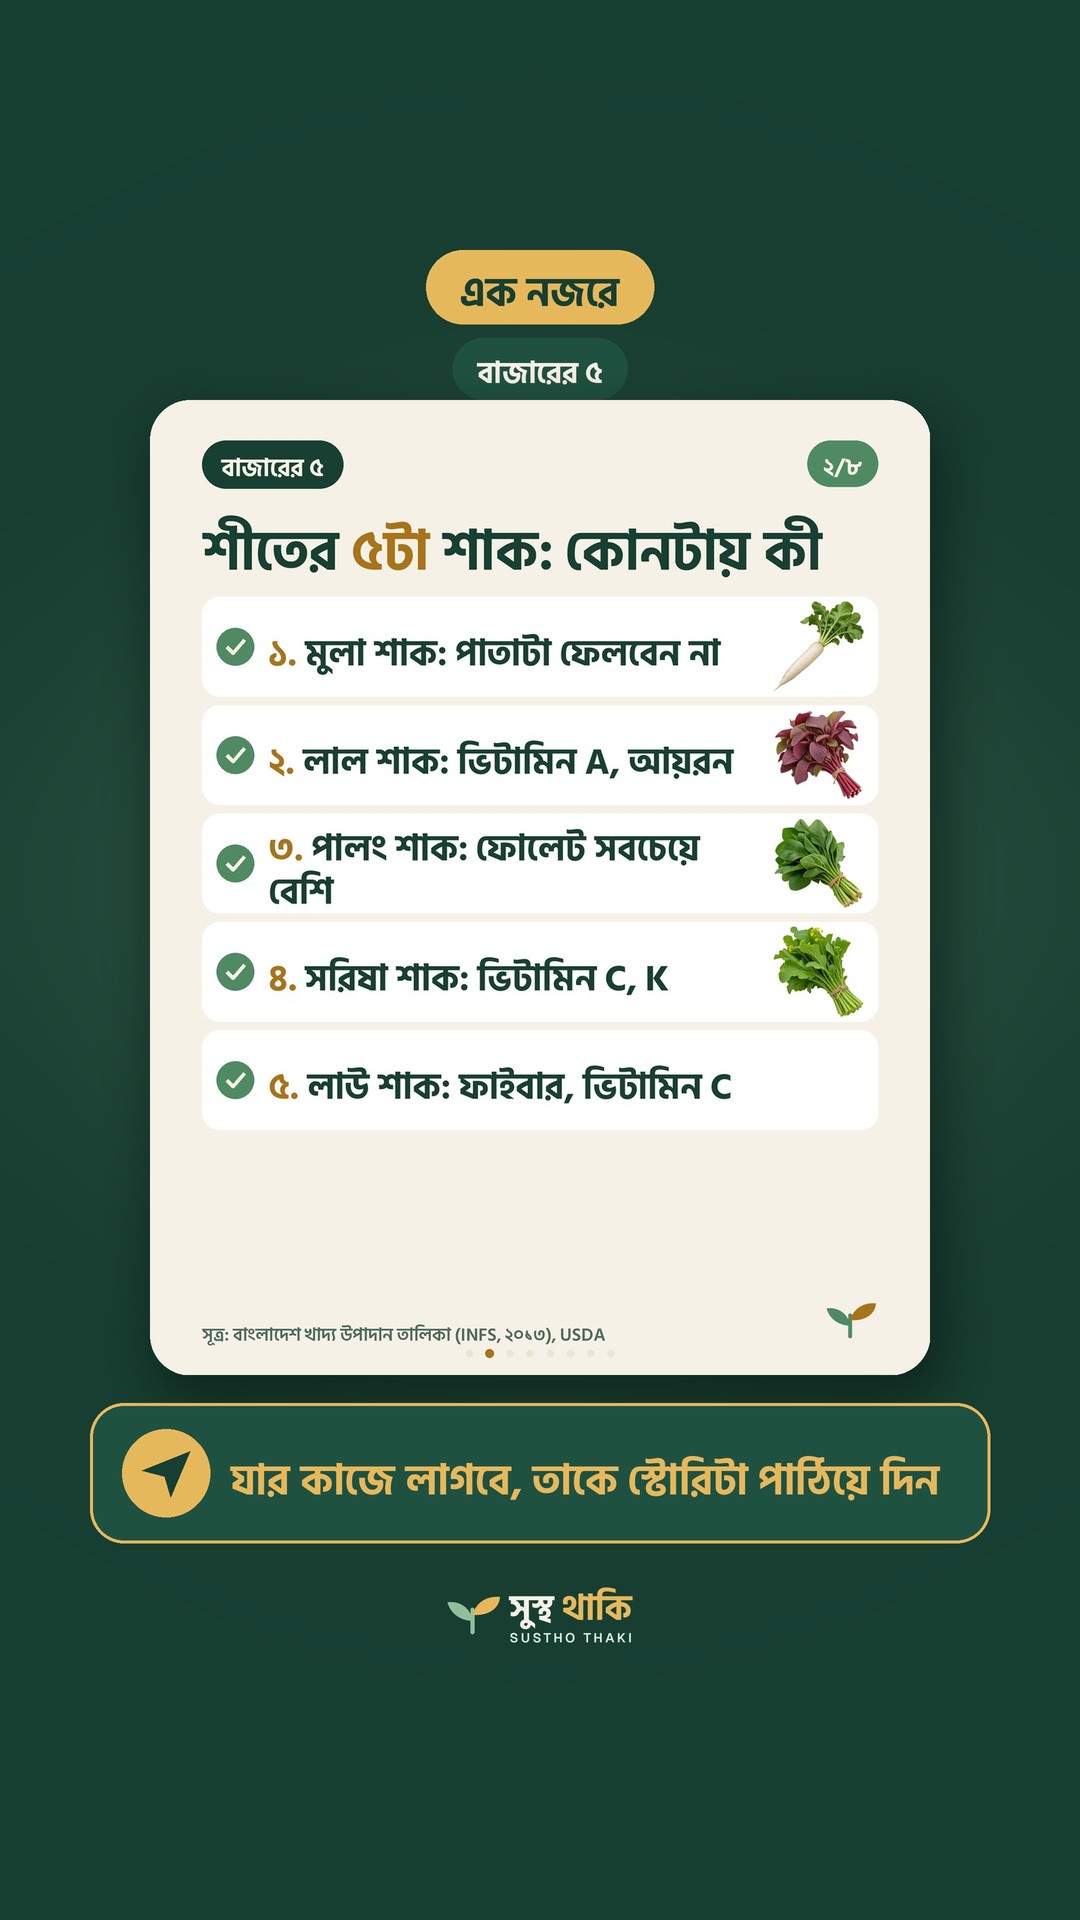 এক নজরে
বাজারের ৫
বাজারের ৫
২/৮
শীতের ৫টা শাক: কোনটায় কী
১. মুলা শাক: পাতাটা ফেলবেন না
২. লাল শাক: ভিটামিন A, আয়রন
৩. পালং শাক: ফোলেট সবচেয়ে
বেশি
৪. সরিষা শাক: ভিটামিন C, K
৫. লাউ শাক: ফাইবার, ভিটামিন C
সূত্র: বাংলাদেশ খাদ্য উপাদান তালিকা (INFS, ২০১৩), USDA
যার কাজে লাগবে, তাকে স্টোরিটা পাঠিয়ে দিন
সুস্থ থাকি
SUSTHO THAKI